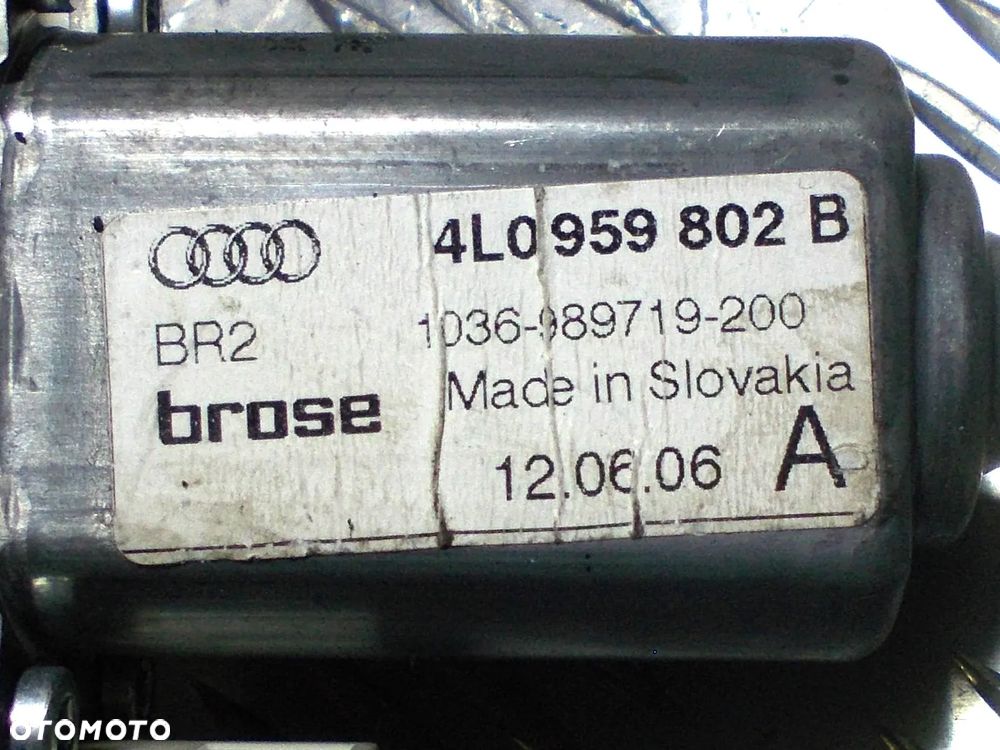 4L0 959 802 B
BR2 1036-989719-200
Made in Slovakia
brose
12.06.06 A
OTOMOTO